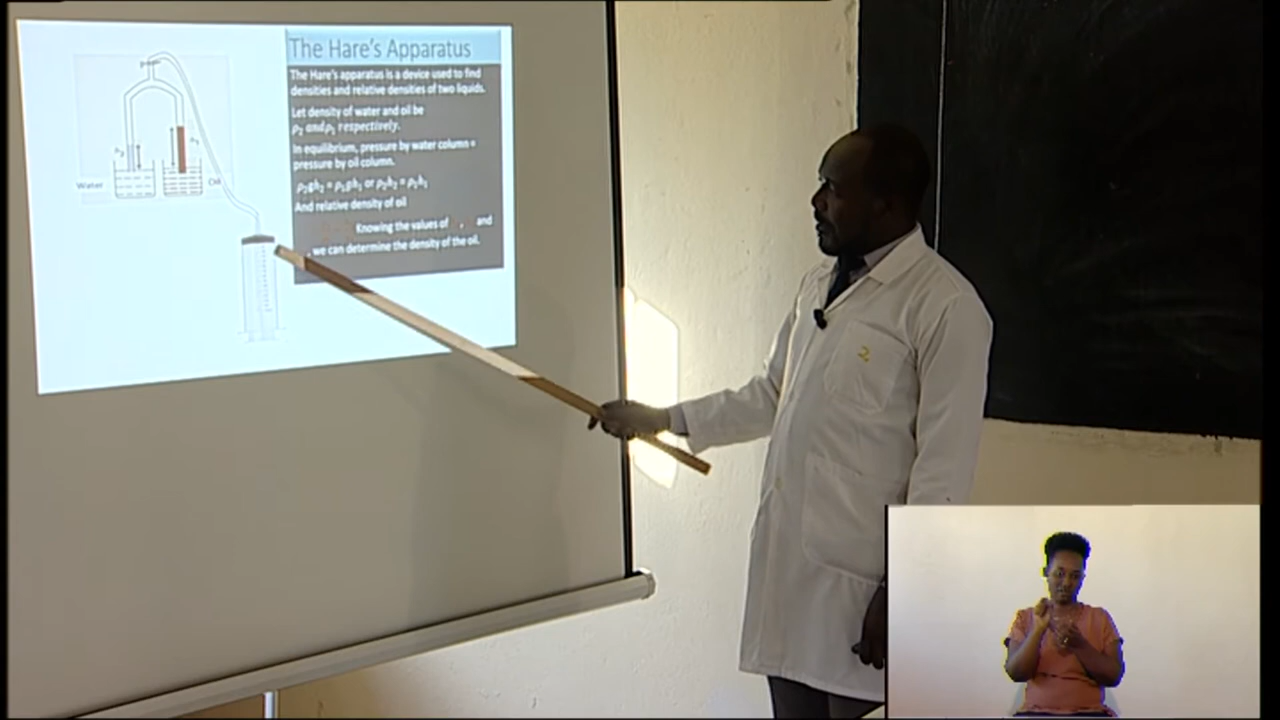 The Hare's Apparatus
The Hare's apparatus is a device used to find
densities and relative densities of two liquids.
Let density of water and oil be
ρ₂ andρ₁ respectively.
In equilibrium, pressure by water column =
pressure by oil column.
ρ₂gh₂ = ρ₁gh₁ or ρ₂h₂ = ρ₁h₁
And relative density of oil
Knowing the values of , and
, we can determine the density of the oil.
Water
Oil